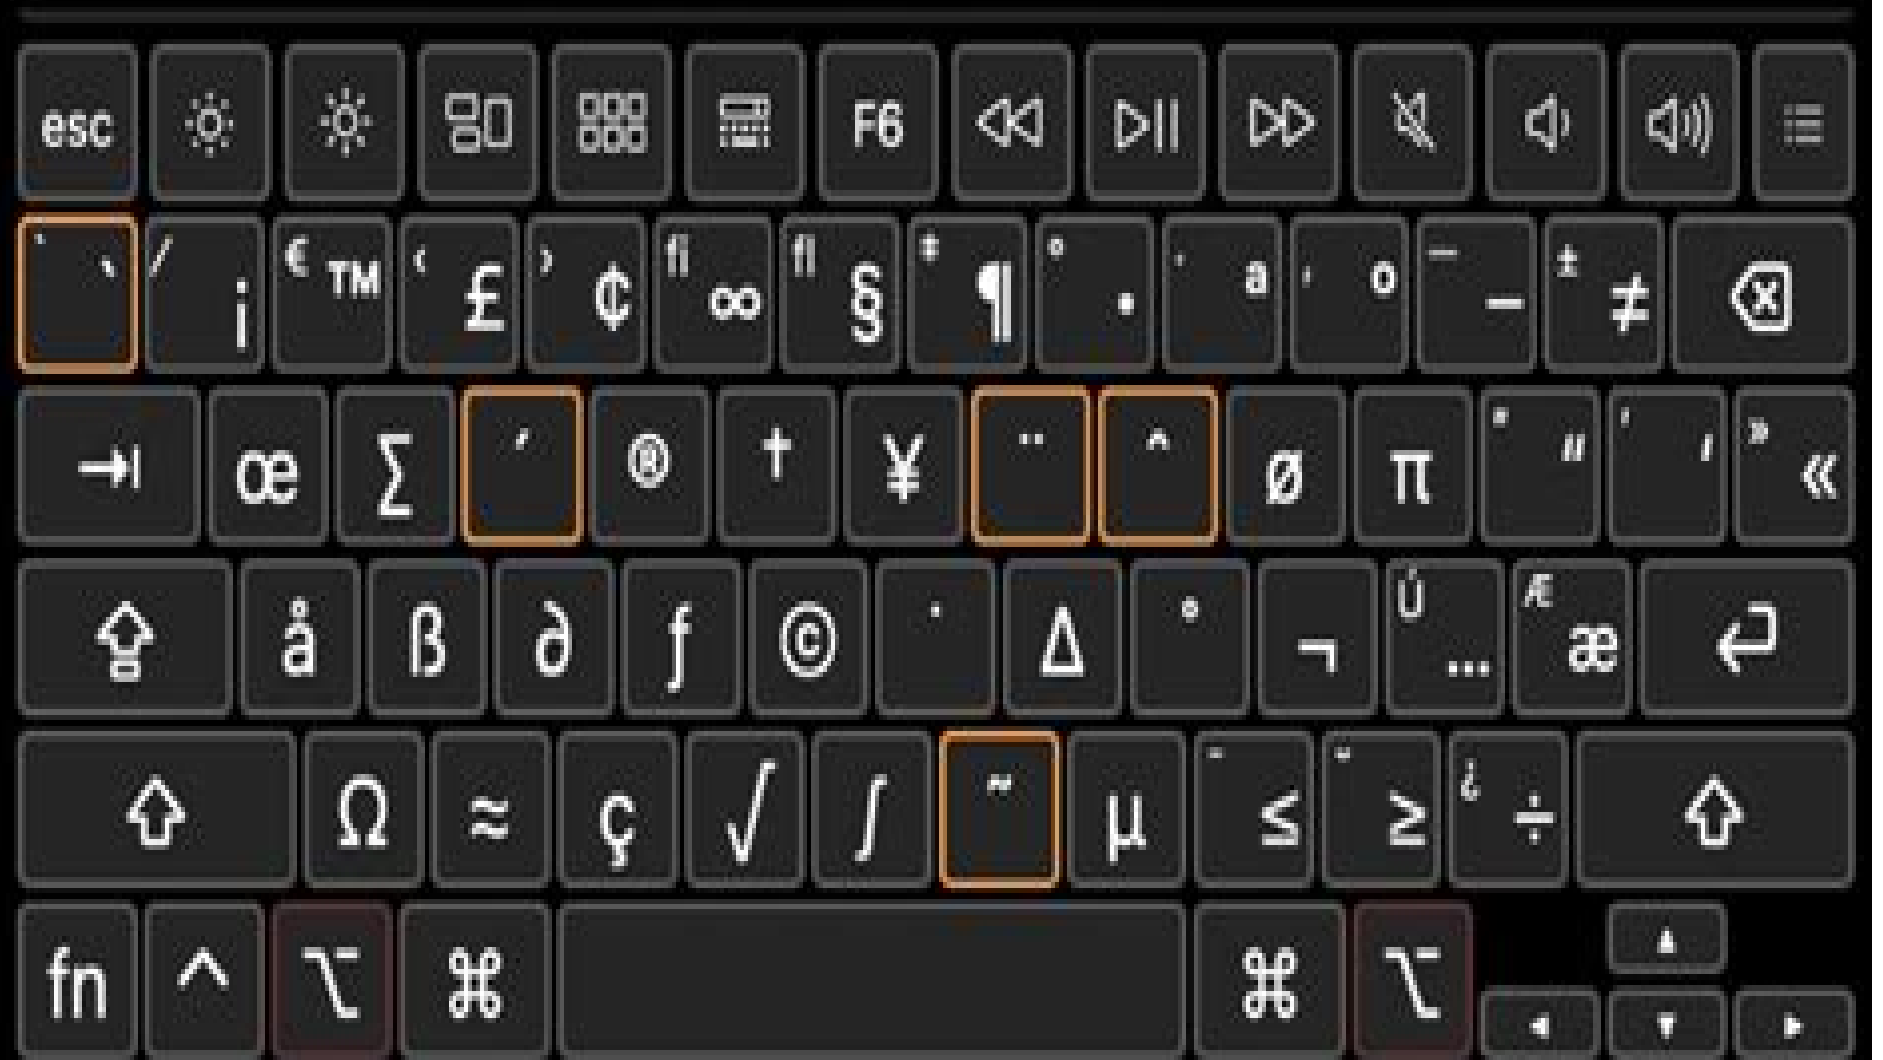 esc F6
` ` / ¡ € ™ ‹ £ › ¢ fi ∞ fl § ‡ ¶ ° • · ª ‚ º — – ± ≠
œ ∑ ´ ® † ¥ ¨ ˆ ø π " “ ' ‘ » «
å ß ∂ ƒ © ˙ ∆ ˚ ¬ Ú … Æ æ
Ω ≈ ç √ ∫ ˜ µ ¯ ≤ ˘ ≥ ¿ ÷
fn ^ ⌥ ⌘ ⌘ ⌥